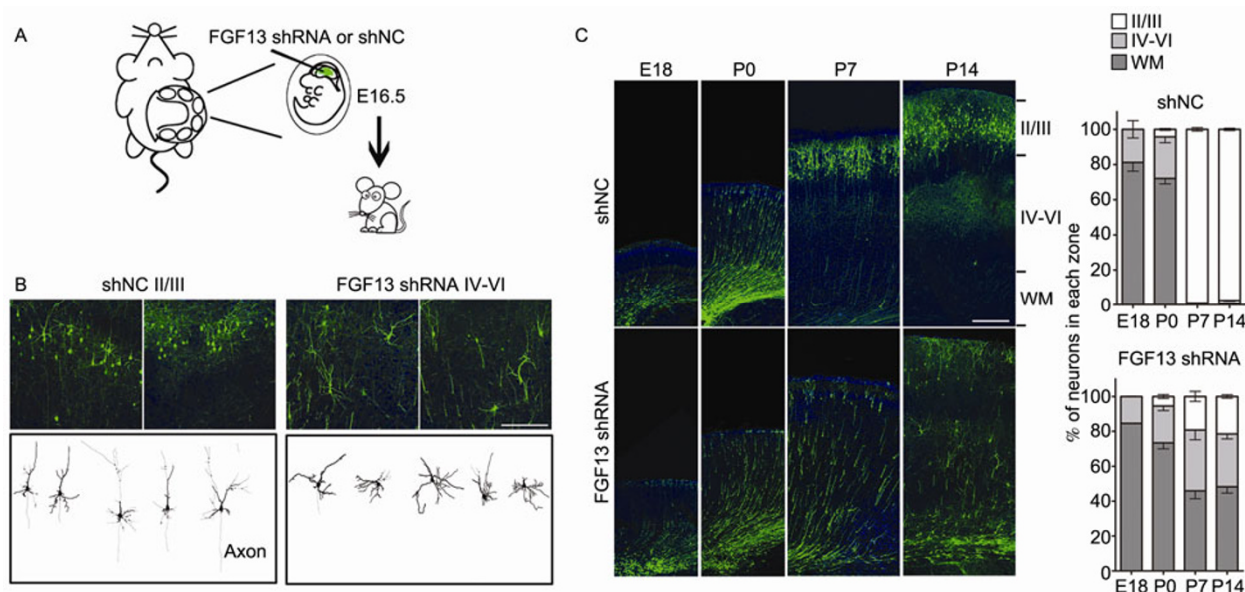 A
FGF13 shRNA or shNC
E16.5
B
shNC II/III
FGF13 shRNA IV-VI
Axon
C
E18 P0 P7 P14
shNC
FGF13 shRNA
II/III
IV-VI
WM
II/III
IV-VI
WM
% of neurons in each zone
shNC
100
80
60
40
20
0
E18 P0 P7 P14
FGF13 shRNA
100
80
60
40
20
0
E18 P0 P7 P14